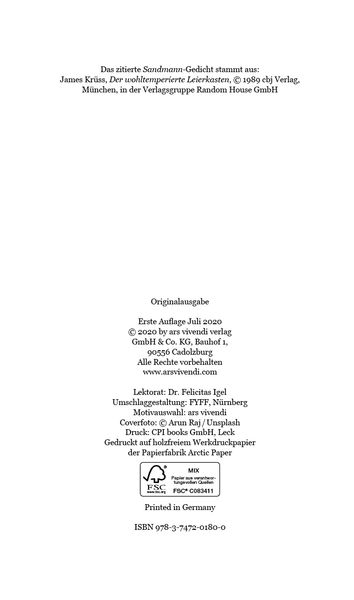 Das zitierte Sandmann-Gedicht stammt aus:
James Krüss, Der wohltemperierte Leierkasten, © 1989 cbj Verlag,
München, in der Verlagsgruppe Random House GmbH
Originalausgabe
Erste Auflage Juli 2020
© 2020 by ars vivendi verlag
GmbH & Co. KG, Bauhof 1,
90556 Cadolzburg
Alle Rechte vorbehalten
www.arsvivendi.com
Lektorat: Dr. Felicitas Igel
Umschlaggestaltung: FYFF, Nürnberg
Motivauswahl: ars vivendi
Coverfoto: © Arun Raj / Unsplash
Druck: CPI books GmbH, Leck
Gedruckt auf holzfreiem Werkdruckpapier
der Papierfabrik Arctic Paper
FSC
www.fsc.org
MIX
Papier aus verantwor-
tungsvollen Quellen
FSC® C083411
Printed in Germany
ISBN 978-3-7472-0180-0